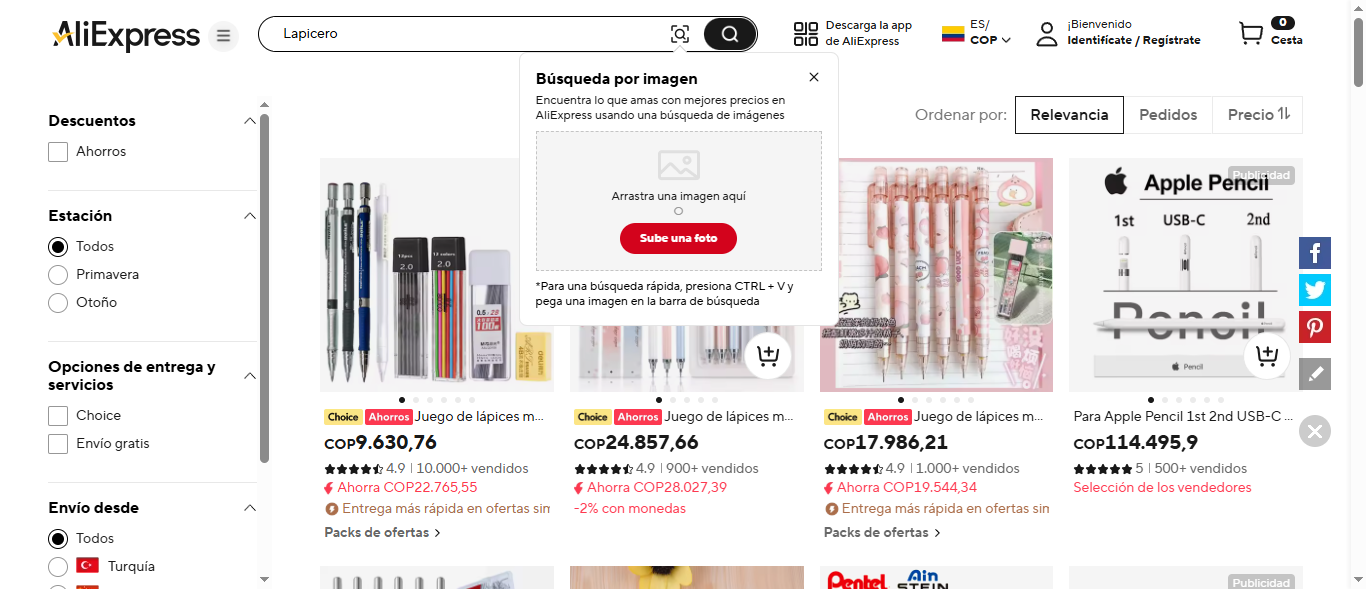 AliExpress
Lapicero
Descarga la app
de AliExpress
ES/
COP
¡Bienvenido
Identifícate / Regístrate
0
Cesta
Búsqueda por imagen
Encuentra lo que amas con mejores precios en
AliExpress usando una búsqueda de imágenes
Arrastra una imagen aquí
o
Sube una foto
*Para una búsqueda rápida, presiona CTRL + V y
pega una imagen en la barra de búsqueda
Ordenar por:
Relevancia
Pedidos
Precio
Descuentos
Ahorros
Estación
Todos
Primavera
Otoño
Opciones de entrega y
servicios
Choice
Envío gratis
Envío desde
Todos
Turquía
2.0
2.0
0.5
Publicidad
Apple Pencil
1st
USB-C
2nd
Pencil
Pencil
Choice Ahorros Juego de lápices m...
COP9.630,76
4.9 | 10.000+ vendidos
Ahorra COP22.765,55
Entrega más rápida en ofertas sin
Packs de ofertas >
Choice Ahorros Juego de lápices m...
COP24.857,66
4.9 | 900+ vendidos
Ahorra COP28.027,39
-2% con monedas
Choice Ahorros Juego de lápices m...
COP17.986,21
4.9 | 1.000+ vendidos
Ahorra COP19.544,34
Entrega más rápida en ofertas sin
Packs de ofertas >
Para Apple Pencil 1st 2nd USB-C ...
COP114.495,9
5 | 500+ vendidos
Selección de los vendedores
Pentel
Ain
STEIN
Publicidad